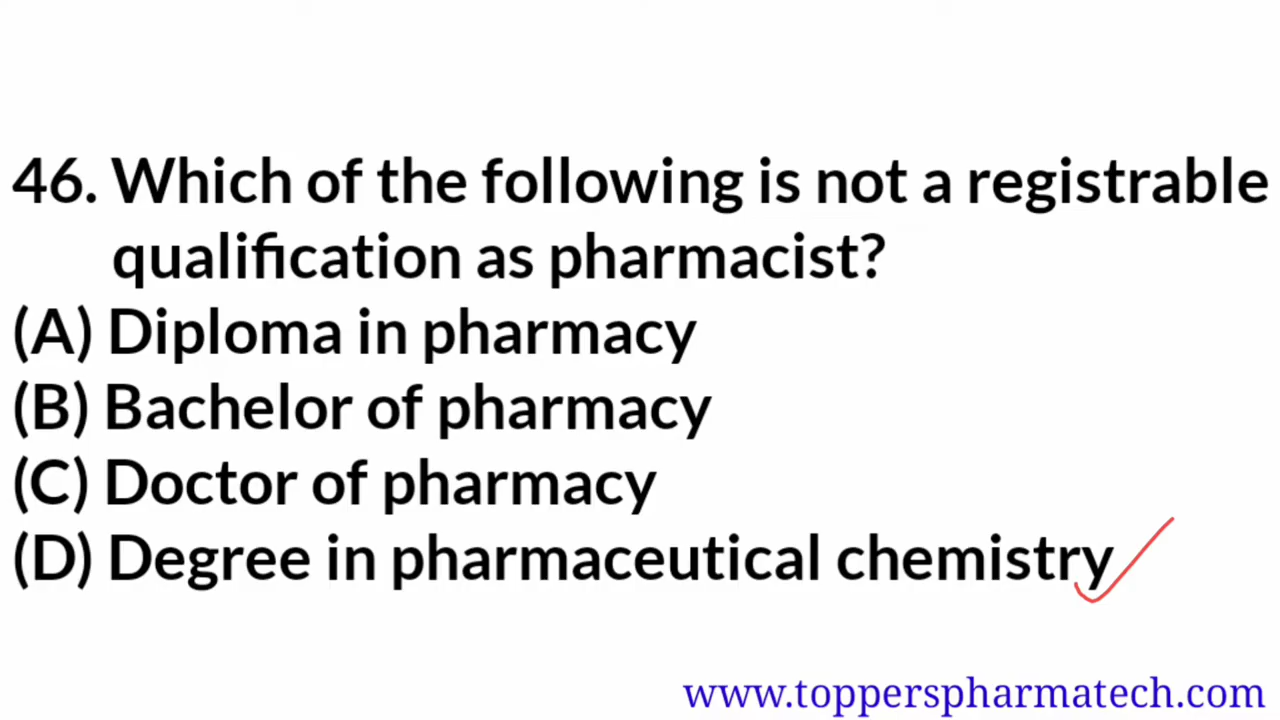 46. Which of the following is not a registrable
qualification as pharmacist?
(A) Diploma in pharmacy
(B) Bachelor of pharmacy
(C) Doctor of pharmacy
(D) Degree in pharmaceutical chemistry
www.topperspharmatech.com